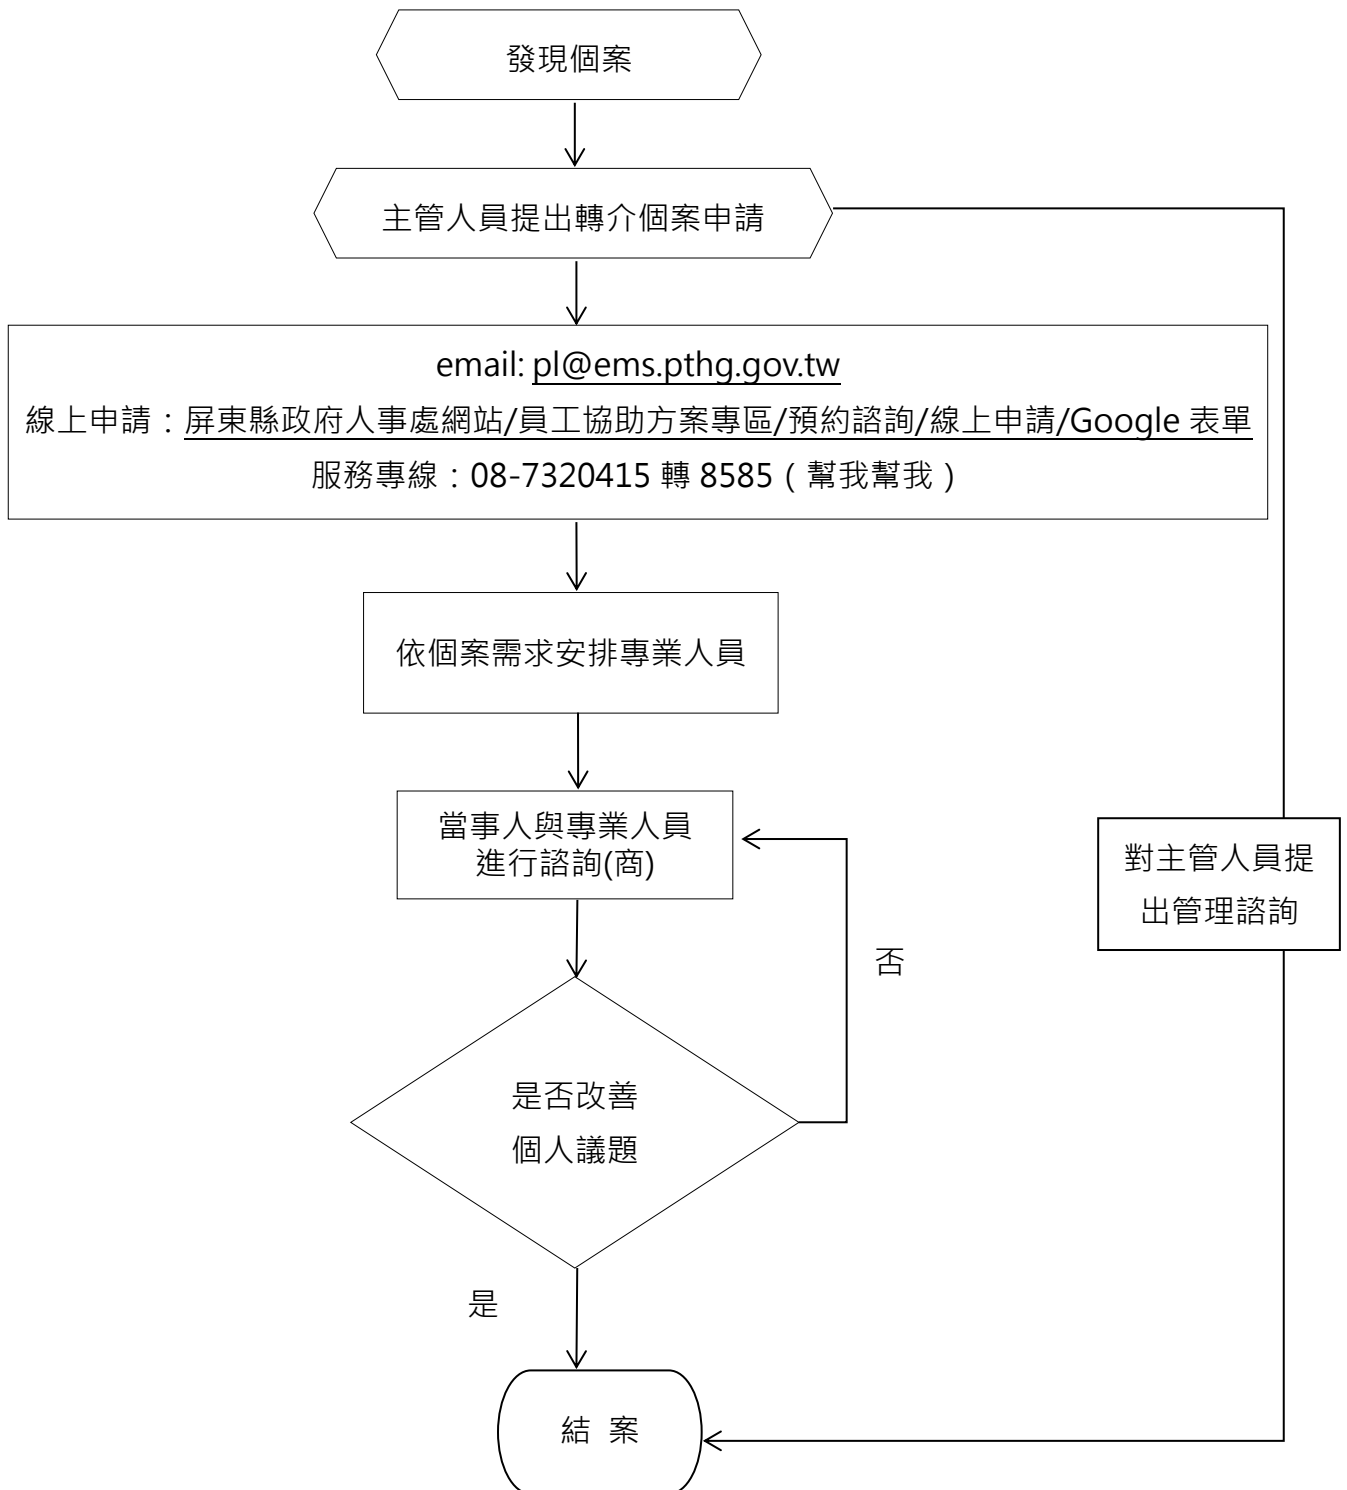 發現個案
主管人員提出轉介個案申請
email: pl@ems.pthg.gov.tw
線上申請：屏東縣政府人事處網站/員工協助方案專區/預約諮詢/線上申請/Google 表單
服務專線：08-7320415 轉 8585（幫我幫我）
依個案需求安排專業人員
當事人與專業人員
進行諮詢(商)
對主管人員提
出管理諮詢
否
是否改善
個人議題
是
結 案